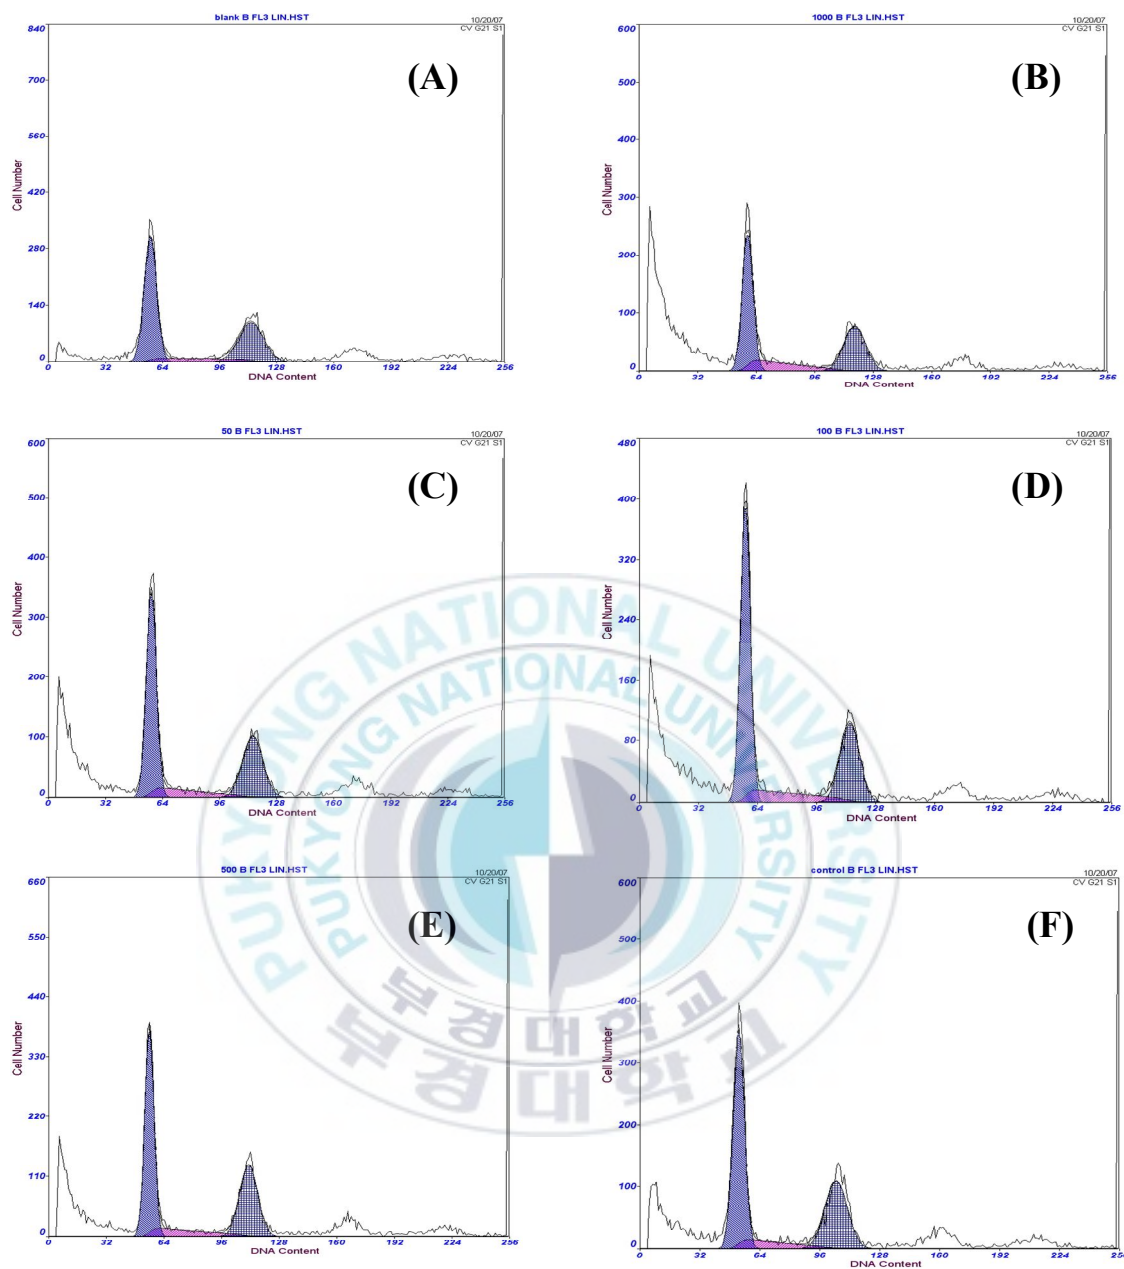 blank B FL3 LIN.HST
10/20/07
CV G21 S1
(A)
Cell Number
840
700
560
420
280
140
0
0 32 64 96 128 160 192 224 256
DNA Content
1000 B FL3 LIN.HST
10/20/07
CV G21 S1
(B)
Cell Number
600
500
400
300
200
100
0
0 32 64 96 128 160 192 224 256
DNA Content
50 B FL3 LIN.HST
10/20/07
CV G21 S1
(C)
Cell Number
600
500
400
300
200
100
0
0 32 64 96 128 160 192 224 256
DNA Content
100 B FL3 LIN.HST
10/20/07
CV G21 S1
(D)
Cell Number
480
400
320
240
160
80
0
0 32 64 96 128 160 192 224 256
DNA Content
500 B FL3 LIN.HST
10/20/07
CV G21 S1
(E)
Cell Number
660
550
440
330
220
110
0
0 32 64 96 128 160 192 224 256
DNA Content
control B FL3 LIN.HST
10/20/07
CV G21 S1
(F)
Cell Number
600
500
400
300
200
100
0
0 32 64 96 128 160 192 224 256
DNA Content
PUKYONG NATIONAL UNIVERSITY
PUKYONG NATIONAL UNIVERSITY
부경대학교
부경대학교